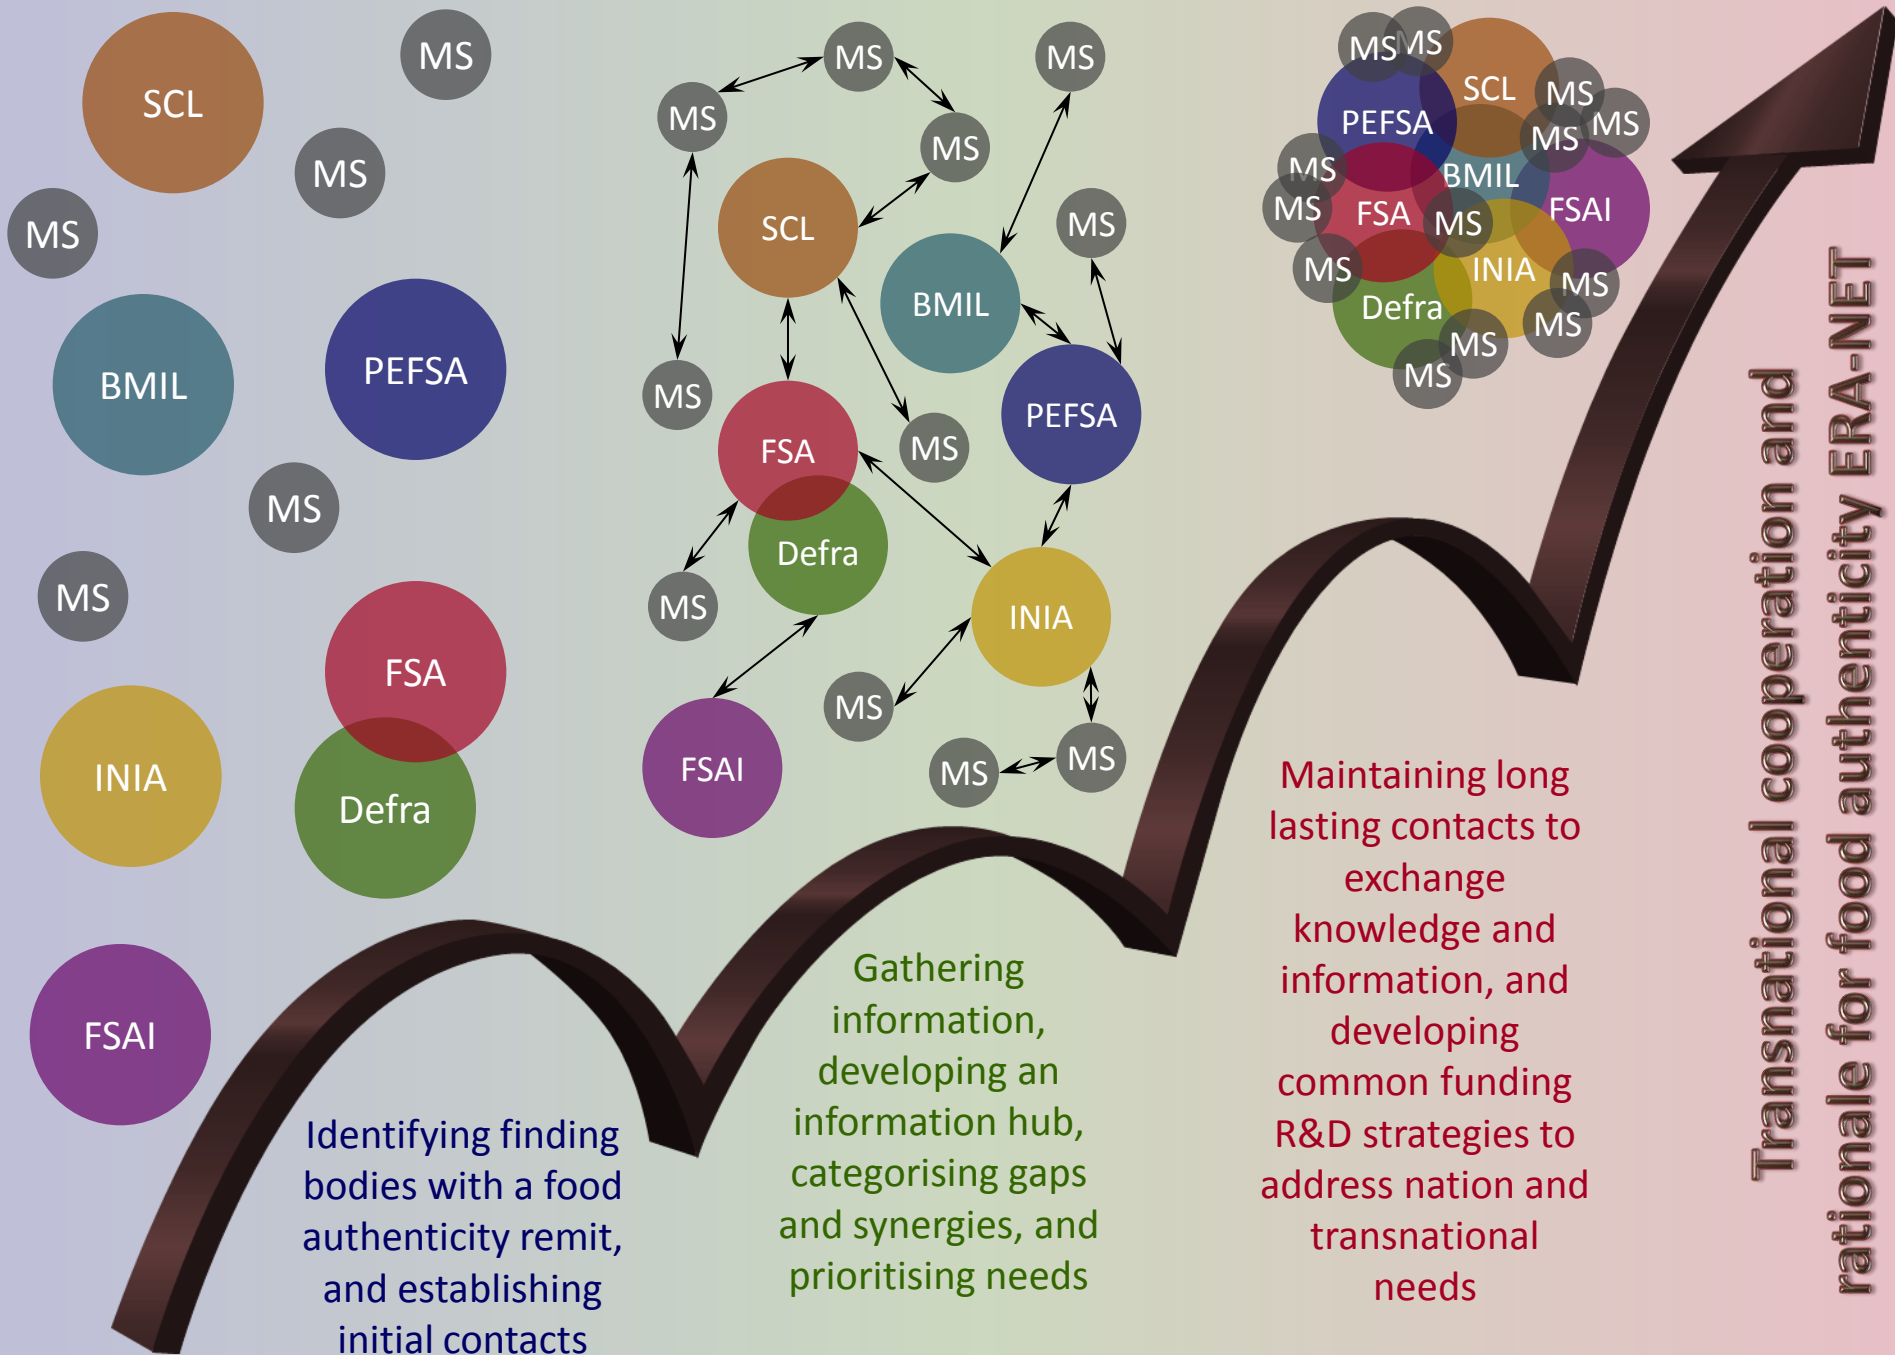 SCL
MS
MS
MS
BMIL
PEFSA
MS
MS
FSA
INIA
Defra
FSAI
MS
MS
MS
MS
SCL
MS
BMIL
MS
PEFSA
FSA
MS
Defra
MS
INIA
MS
FSAI
MS
MS
MS
MS
SCL
MS
PEFSA
MS
MS
MS
BMIL
MS
FSA
MS
FSAI
MS
INIA
MS
Defra
MS
MS
MS
Identifying finding
bodies with a food
authenticity remit,
and establishing
initial contacts
Gathering
information,
developing an
information hub,
categorising gaps
and synergies, and
prioritising needs
Maintaining long
lasting contacts to
exchange
knowledge and
information, and
developing
common funding
R&D strategies to
address nation and
transnational
needs
Transnational cooperation and
rationale for food authenticity ERA-NET